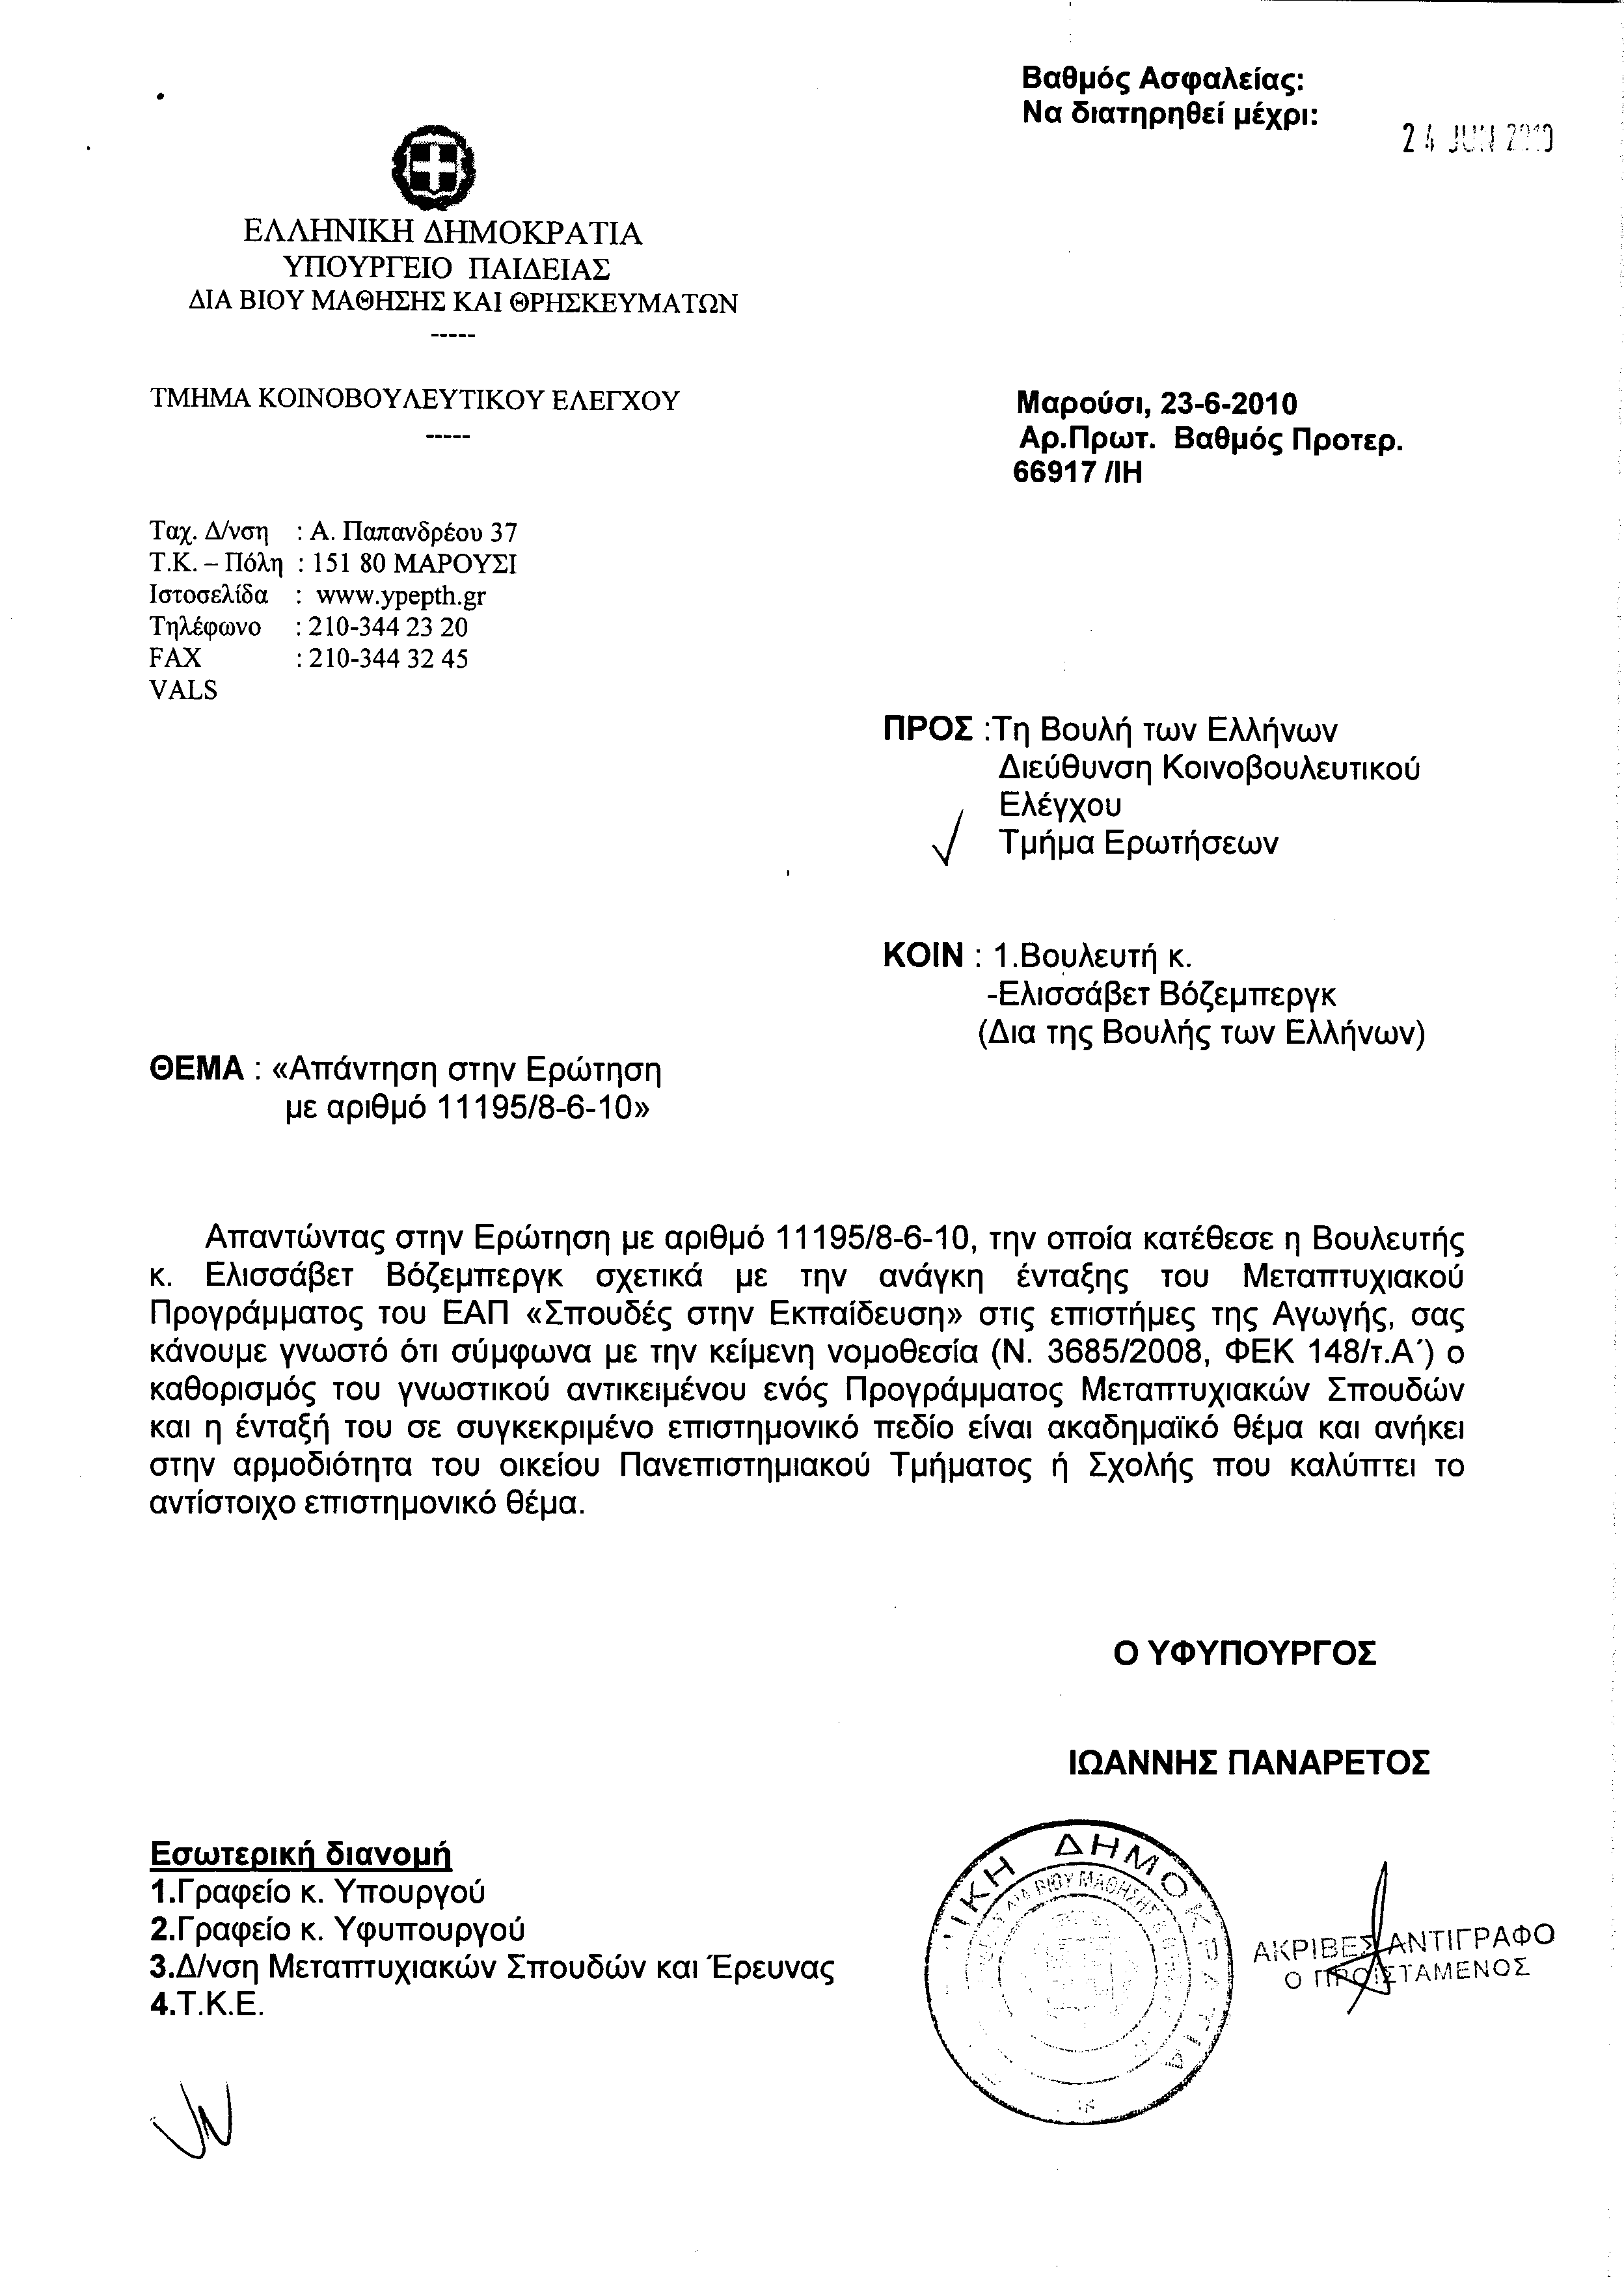 Βαθμός Ασφαλείας:
Να διατηρηθεί μέχρι:
24 JUN
ΕΛΛΗΝΙΚΗ ΔΗΜΟΚΡΑΤΙΑ
ΥΠΟΥΡΓΕΙΟ ΠΑΙΔΕΙΑΣ
ΔΙΑ ΒΙΟΥ ΜΑΘΗΣΗΣ ΚΑΙ ΘΡΗΣΚΕΥΜΑΤΩΝ
-----
ΤΜΗΜΑ ΚΟΙΝΟΒΟΥΛΕΥΤΙΚΟΥ ΕΛΕΓΧΟΥ
-----
Μαρούσι, 23-6-2010
Αρ.Πρωτ. Βαθμός Προτερ.
66917 /ΙΗ
Ταχ. Δ/νση : Α. Παπανδρέου 37
Τ.Κ. – Πόλη : 151 80 ΜΑΡΟΥΣΙ
Ιστοσελίδα : www.ypepth.gr
Τηλέφωνο : 210-344 23 20
FAX : 210-344 32 45
VALS
ΠΡΟΣ :Τη Βουλή των Ελλήνων
Διεύθυνση Κοινοβουλευτικού
Ελέγχου
Τμήμα Ερωτήσεων
ΚΟΙΝ : 1.Βουλευτή κ.
-Ελισσάβετ Βόζεμπεργκ
(Δια της Βουλής των Ελλήνων)
ΘΕΜΑ : «Απάντηση στην Ερώτηση
με αριθμό 11195/8-6-10»
Απαντώντας στην Ερώτηση με αριθμό 11195/8-6-10, την οποία κατέθεσε η Βουλευτής
κ. Ελισσάβετ Βόζεμπεργκ σχετικά με την ανάγκη ένταξης του Μεταπτυχιακού
Προγράμματος του ΕΑΠ «Σπουδές στην Εκπαίδευση» στις επιστήμες της Αγωγής, σας
κάνουμε γνωστό ότι σύμφωνα με την κείμενη νομοθεσία (Ν. 3685/2008, ΦΕΚ 148/τ.Α΄) ο
καθορισμός του γνωστικού αντικειμένου ενός Προγράμματος Μεταπτυχιακών Σπουδών
και η ένταξή του σε συγκεκριμένο επιστημονικό πεδίο είναι ακαδημαϊκό θέμα και ανήκει
στην αρμοδιότητα του οικείου Πανεπιστημιακού Τμήματος ή Σχολής που καλύπτει το
αντίστοιχο επιστημονικό θέμα.
Ο ΥΦΥΠΟΥΡΓΟΣ
ΙΩΑΝΝΗΣ ΠΑΝΑΡΕΤΟΣ
Εσωτερική διανομή
1.Γραφείο κ. Υπουργού
2.Γραφείο κ. Υφυπουργού
3.Δ/νση Μεταπτυχιακών Σπουδών και Έρευνας
4.Τ.Κ.Ε.
ΔΗΜΟΚΡΑΤΙΑ
ΔΙΑ ΒΙΟΥ ΜΑΘΗΣΗΣ
ΑΚΡΙΒΕΣ ΑΝΤΙΓΡΑΦΟ
Ο ΠΡΟΪΣΤΑΜΕΝΟΣ